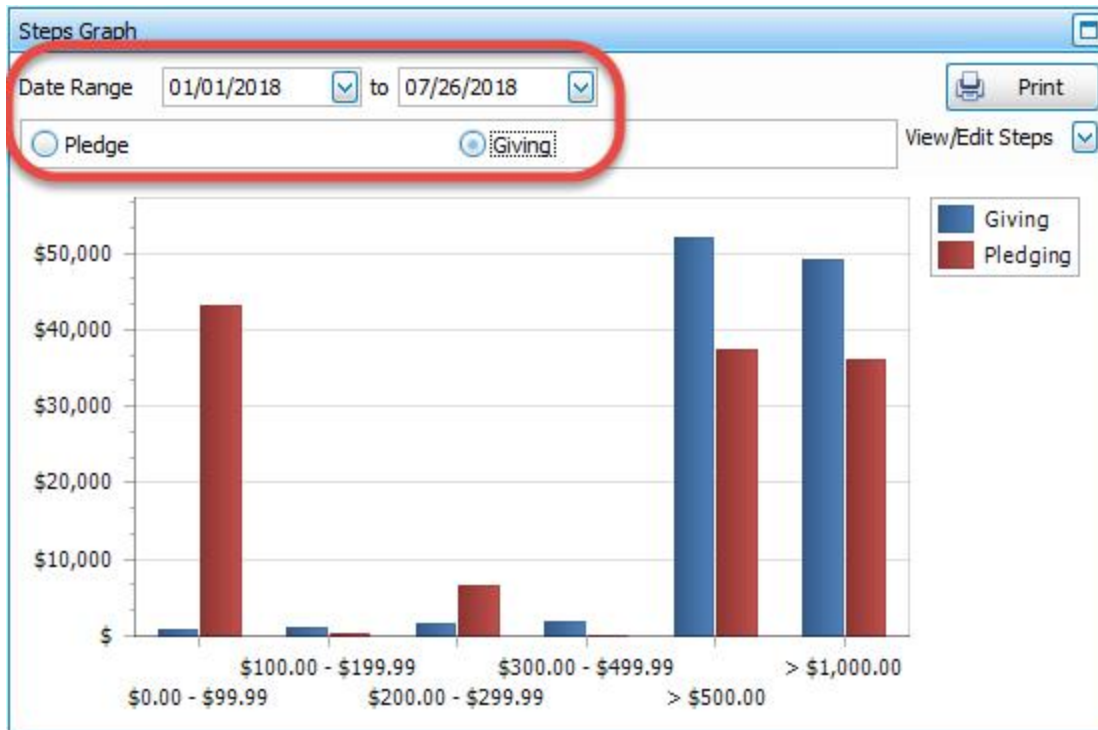 Steps Graph
Date Range 01/01/2018 to 07/26/2018 Print
Pledge Giving View/Edit Steps
Giving
Pledging
$50,000
$40,000
$30,000
$20,000
$10,000
$
$100.00 - $199.99 $300.00 - $499.99 > $1,000.00
$0.00 - $99.99 $200.00 - $299.99 > $500.00